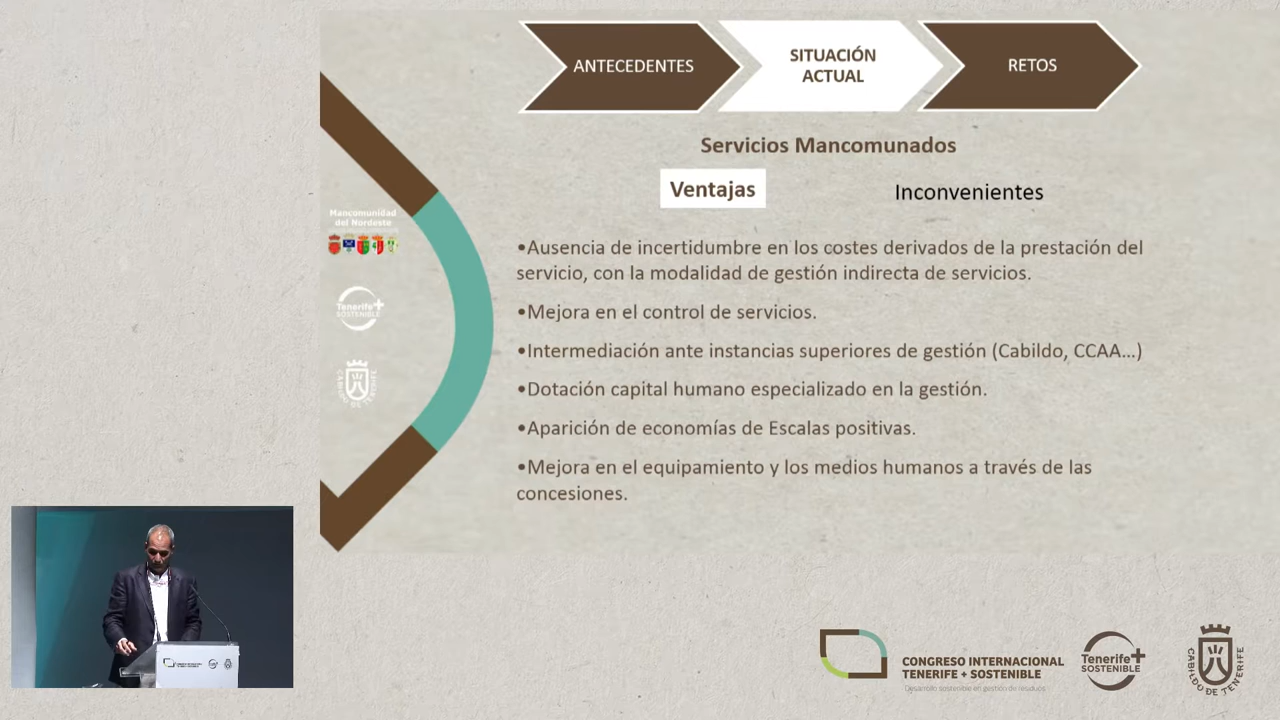 ANTECEDENTES
SITUACIÓN
ACTUAL
RETOS
Servicios Mancomunados
Ventajas
Inconvenientes
•Ausencia de incertidumbre en los costes derivados de la prestación del
servicio, con la modalidad de gestión indirecta de servicios.
•Mejora en el control de servicios.
•Intermediación ante instancias superiores de gestión (Cabildo, CCAA...)
•Dotación capital humano especializado en la gestión.
•Aparición de economías de Escalas positivas.
•Mejora en el equipamiento y los medios humanos a través de las
concesiones.
Mancomunidad
del Nordeste
Tenerife+
SOSTENIBLE
CABILDO DE TENERIFE
CONGRESO INTERNACIONAL
TENERIFE + SOSTENIBLE
Desarrollo sostenible en gestión de residuos
Tenerife+
SOSTENIBLE
CABILDO DE TENERIFE